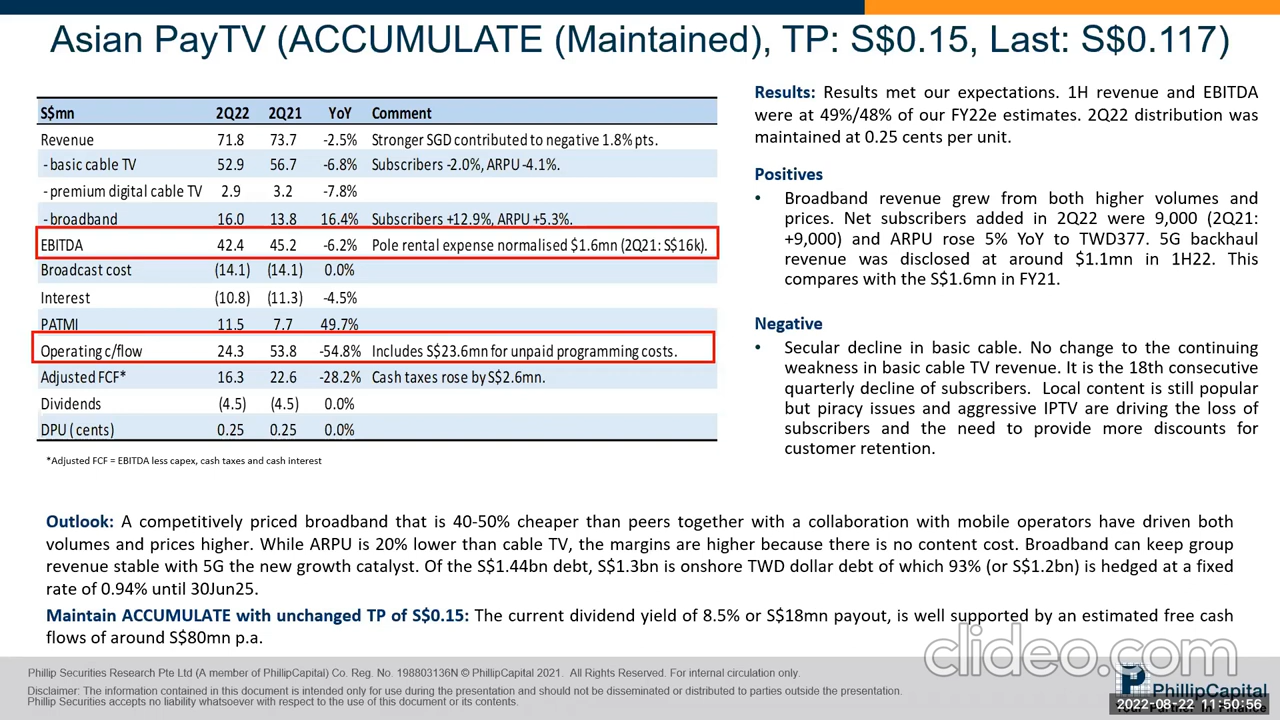 Asian PayTV (ACCUMULATE (Maintained), TP: S$0.15, Last: S$0.117)
S$mn 2Q22 2Q21 YoY Comment
Revenue 71.8 73.7 -2.5% Stronger SGD contributed to negative 1.8% pts.
- basic cable TV 52.9 56.7 -6.8% Subscribers -2.0%, ARPU -4.1%.
- premium digital cable TV 2.9 3.2 -7.8%
- broadband 16.0 13.8 16.4% Subscribers +12.9%, ARPU +5.3%.
EBITDA 42.4 45.2 -6.2% Pole rental expense normalised $1.6mn (2Q21: S$16k).
Broadcast cost (14.1) (14.1) 0.0%
Interest (10.8) (11.3) -4.5%
PATMI 11.5 7.7 49.7%
Operating c/flow 24.3 53.8 -54.8% Includes S$23.6mn for unpaid programming costs.
Adjusted FCF* 16.3 22.6 -28.2% Cash taxes rose by S$2.6mn.
Dividends (4.5) (4.5) 0.0%
DPU ( cents) 0.25 0.25 0.0%
*Adjusted FCF = EBITDA less capex, cash taxes and cash interest
Results: Results met our expectations. 1H revenue and EBITDA
were at 49%/48% of our FY22e estimates. 2Q22 distribution was
maintained at 0.25 cents per unit.
Positives
• Broadband revenue grew from both higher volumes and
prices. Net subscribers added in 2Q22 were 9,000 (2Q21:
+9,000) and ARPU rose 5% YoY to TWD377. 5G backhaul
revenue was disclosed at around $1.1mn in 1H22. This
compares with the S$1.6mn in FY21.
Negative
• Secular decline in basic cable. No change to the continuing
weakness in basic cable TV revenue. It is the 18th consecutive
quarterly decline of subscribers. Local content is still popular
but piracy issues and aggressive IPTV are driving the loss of
subscribers and the need to provide more discounts for
customer retention.
Outlook: A competitively priced broadband that is 40-50% cheaper than peers together with a collaboration with mobile operators have driven both
volumes and prices higher. While ARPU is 20% lower than cable TV, the margins are higher because there is no content cost. Broadband can keep group
revenue stable with 5G the new growth catalyst. Of the S$1.44bn debt, S$1.3bn is onshore TWD dollar debt of which 93% (or S$1.2bn) is hedged at a fixed
rate of 0.94% until 30Jun25.
Maintain ACCUMULATE with unchanged TP of S$0.15: The current dividend yield of 8.5% or S$18mn payout, is well supported by an estimated free cash
flows of around S$80mn p.a.
clideo.com
Phillip Securities Research Pte Ltd (A member of PhillipCapital) Co. Reg. No. 198803136N © PhillipCapital 2021. All Rights Reserved. For internal circulation only.
Disclaimer: The information contained in this document is intended only for use during the presentation and should not be disseminated or distributed to parties outside the presentation.
Phillip Securities accepts no liability whatsoever with respect to the use of this document or its contents.
PhillipCapital
Your Partner In Finance
2022-08-22 11:50:56